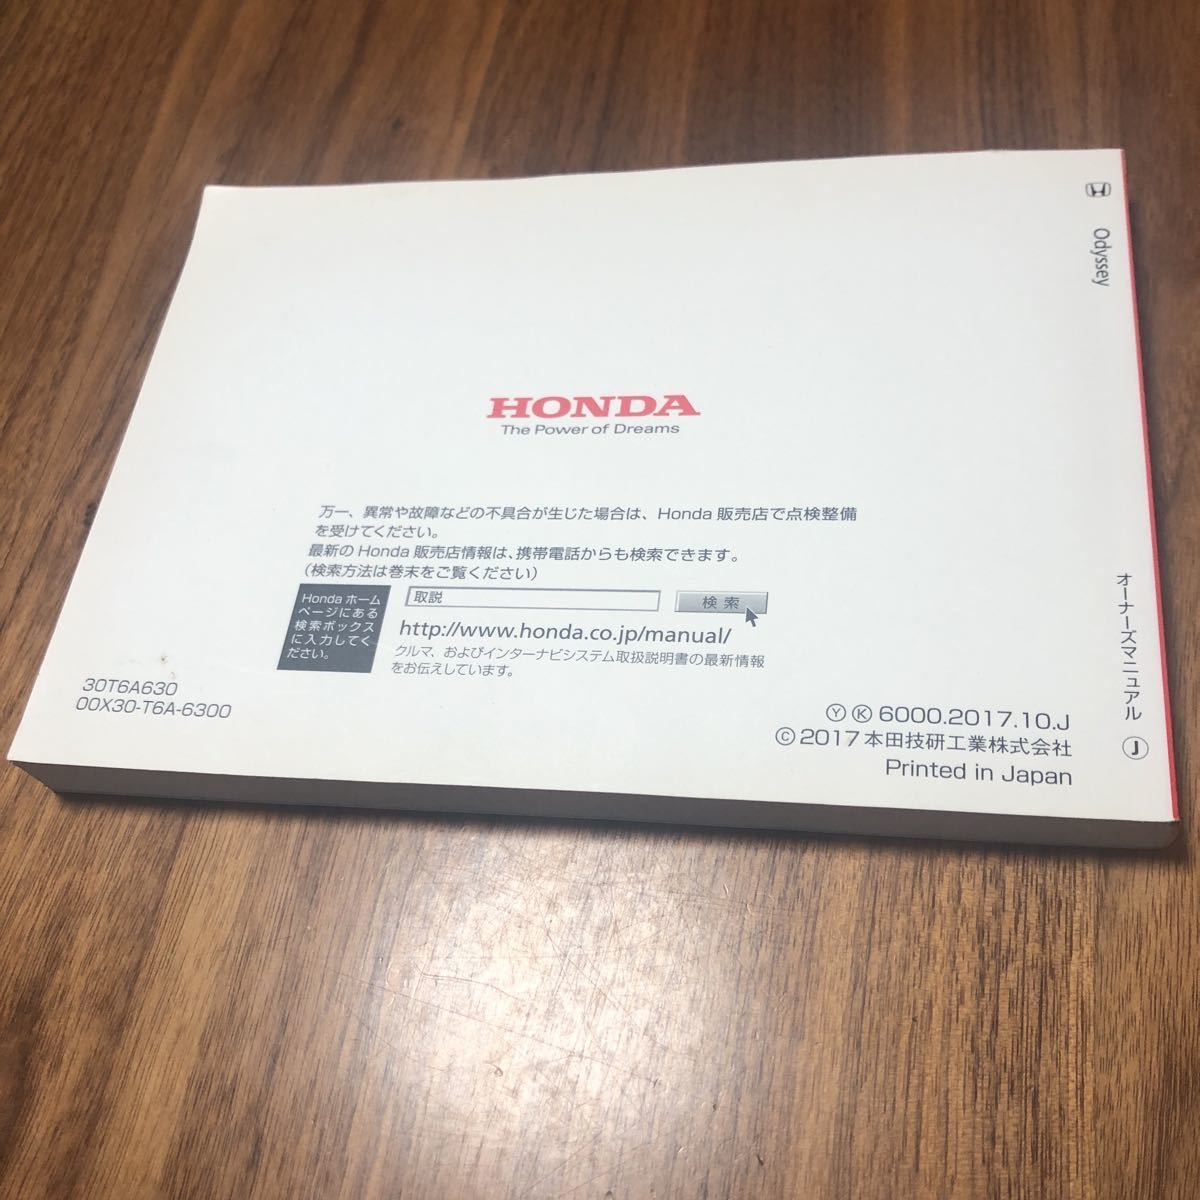 HONDA
The Power of Dreams
万一、異常や故障などの不具合が生じた場合は、Honda 販売店で点検整備
を受けてください。
最新の Honda 販売店情報は、携帯電話からも検索できます。
(検索方法は巻末をご覧ください)
Honda ホーム
ページにある
検索ボックス
に入力してく
ださい。
取説
検索
http://www.honda.co.jp/manual/
クルマ、およびインターナビシステム取扱説明書の最新情報
をお伝えしています。
30T6A630
00X30-T6A-6300
Ⓨ Ⓚ 6000.2017.10.J
Ⓒ 2017 本田技研工業株式会社
Printed in Japan
Odyssey
オーナーズマニュアル Ⓙ